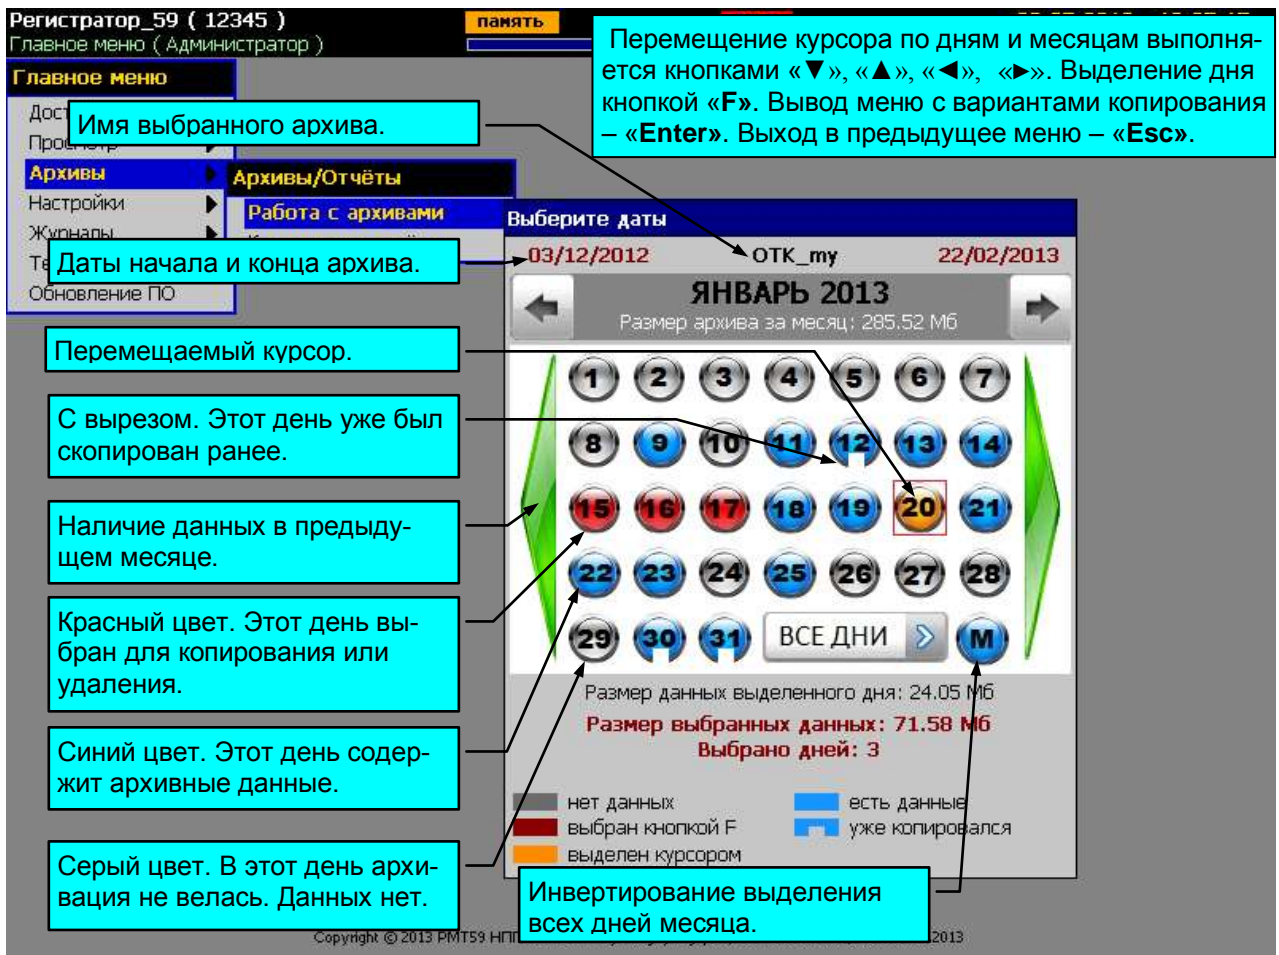 Регистратор_59 ( 12345 )
Главное меню ( Администратор )
память
Перемещение курсора по дням и месяцам выполня-
ется кнопками «▼», «▲», «◄», «►». Выделение дня
кнопкой «F». Вывод меню с вариантами копирования
– «Enter». Выход в предыдущее меню – «Esc».
Главное меню
Имя выбранного архива.
Архивы
Настройки
Журналы
Обновление ПО
Архивы/Отчёты
Работа с архивами
Даты начала и конца архива.
Выберите даты
03/12/2012 OTK_my 22/02/2013
ЯНВАРЬ 2013
Размер архива за месяц: 285.52 Мб
Перемещаемый курсор.
1 2 3 4 5 6 7
С вырезом. Этот день уже был
скопирован ранее.
8 9 10 11 12 13 14
Наличие данных в предыду-
щем месяце.
15 16 17 18 19 20 21
22 23 24 25 26 27 28
Красный цвет. Этот день вы-
бран для копирования или
удаления.
29 30 31 ВСЕ ДНИ М
Размер данных выделенного дня: 24.05 Мб
Размер выбранных данных: 71.58 Мб
Выбрано дней: 3
Синий цвет. Этот день содер-
жит архивные данные.
нет данных есть данные
выбран кнопкой F уже копировался
выделен курсором
Серый цвет. В этот день архи-
вация не велась. Данных нет.
Инвертирование выделения
всех дней месяца.
Copyright © 2013 РМТ59 2013